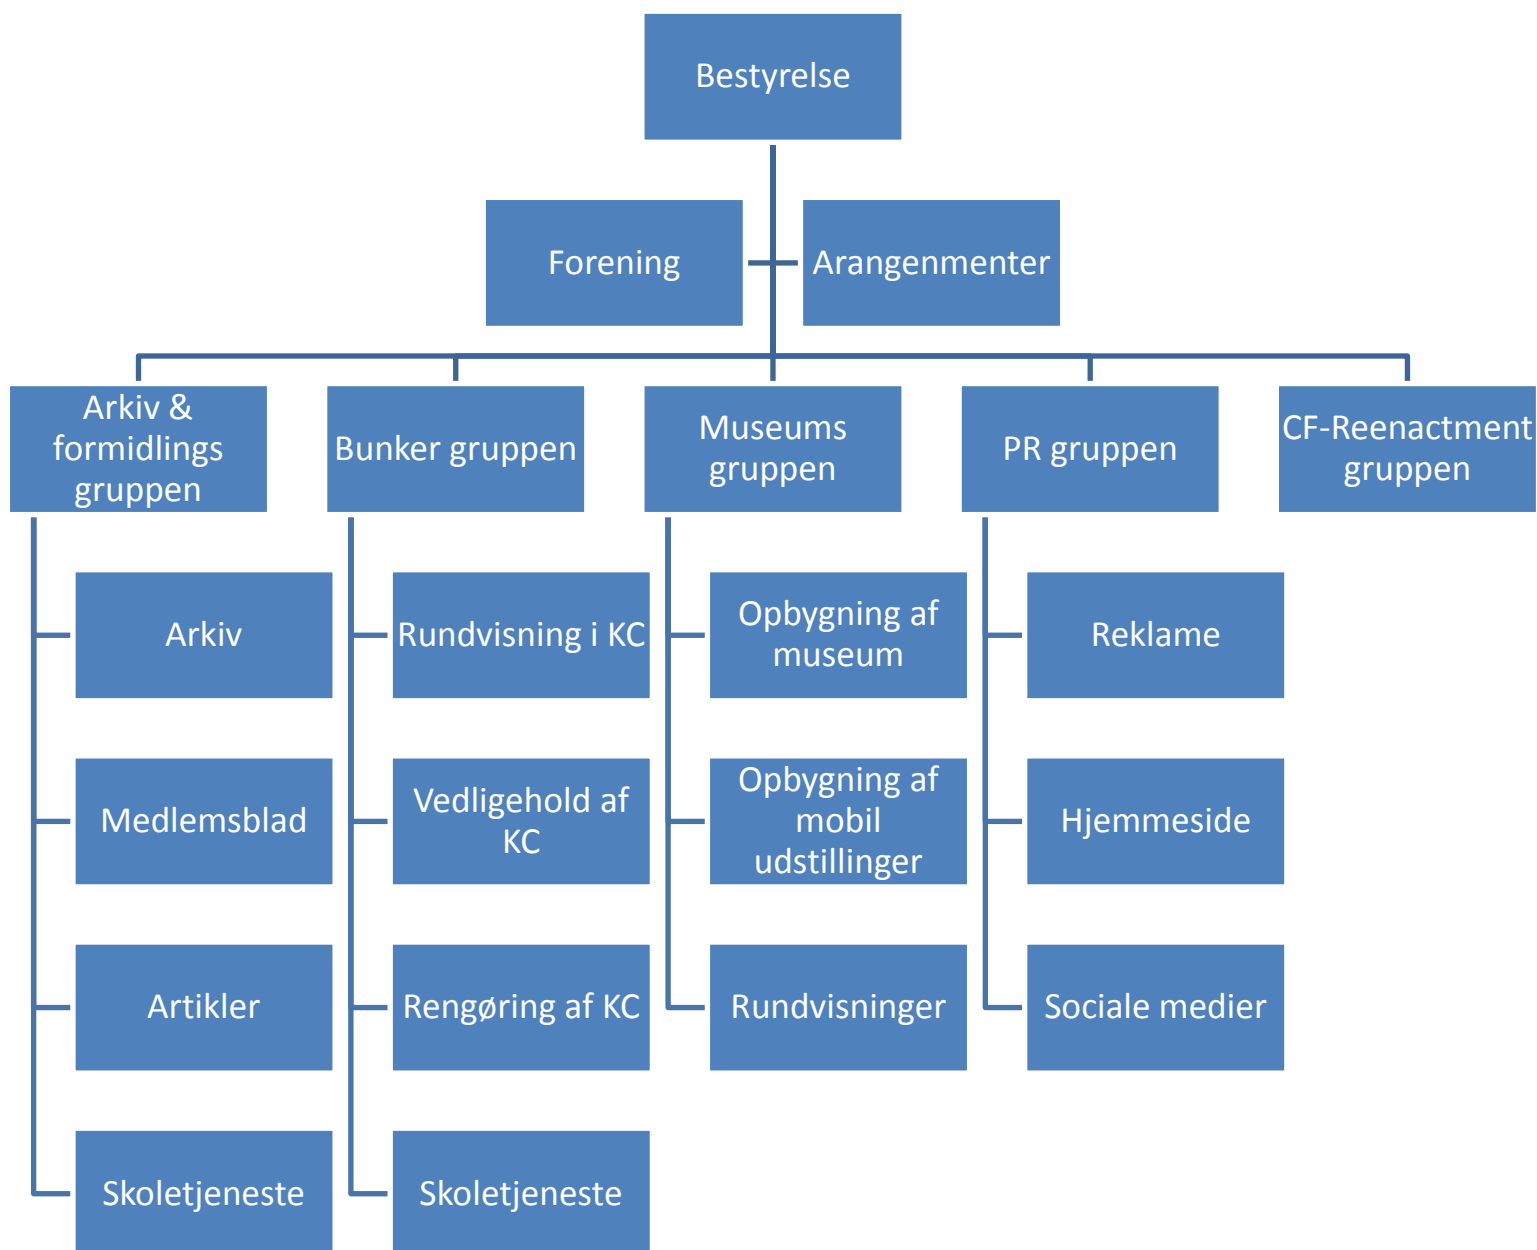 Bestyrelse
Forening
Arangenmenter
Arkiv &
formidlings
gruppen
Bunker gruppen
Museums
gruppen
PR gruppen
CF-Reenactment
gruppen
Arkiv
Rundvisning i KC
Opbygning af
museum
Reklame
Medlemsblad
Vedligehold af
KC
Opbygning af
mobil
udstillinger
Hjemmeside
Artikler
Rengøring af KC
Rundvisninger
Sociale medier
Skoletjeneste
Skoletjeneste